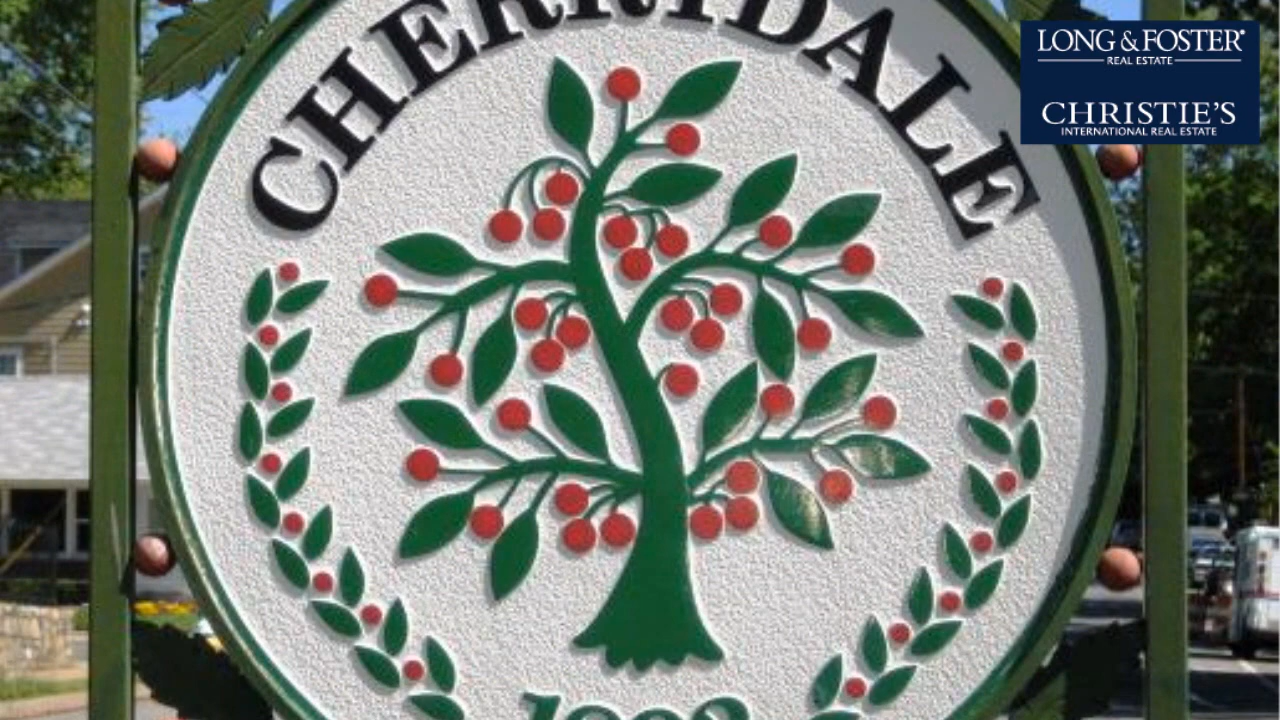 CHERRYDALE
LONG & FOSTER®
REAL ESTATE
CHRISTIE'S
INTERNATIONAL REAL ESTATE